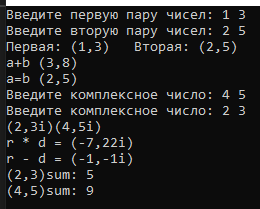 Введите первую пару чисел: 1 3
Введите вторую пару чисел: 2 5
Первая: (1,3)   Вторая: (2,5)
a+b (3,8)
a=b (2,5)
Введите комплексное число: 4 5
Введите комплексное число: 2 3
(2,3i)(4,5i)
r * d = (-7,22i)
r - d = (-1,-1i)
(2,3)sum: 5
(4,5)sum: 9